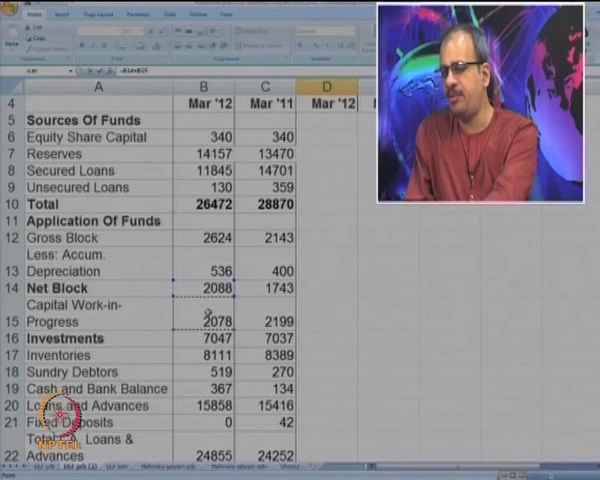 =B14+B15
A B C D
4 Mar '12 Mar '11 Mar '12
5 Sources Of Funds
6 Equity Share Capital 340 340
7 Reserves 14157 13470
8 Secured Loans 11845 14701
9 Unsecured Loans 130 359
10 Total 26472 28870
11 Application Of Funds
12 Gross Block 2624 2143
Less: Accum.
13 Depreciation 536 400
14 Net Block 2088 1743
Capital Work-in-
15 Progress 2078 2199
16 Investments 7047 7037
17 Inventories 8111 8389
18 Sundry Debtors 519 270
19 Cash and Bank Balance 367 134
20 Loans and Advances 15858 15416
21 Fixed Deposits 0 42
Total CA, Loans &
22 Advances 24855 24252
NPTEL